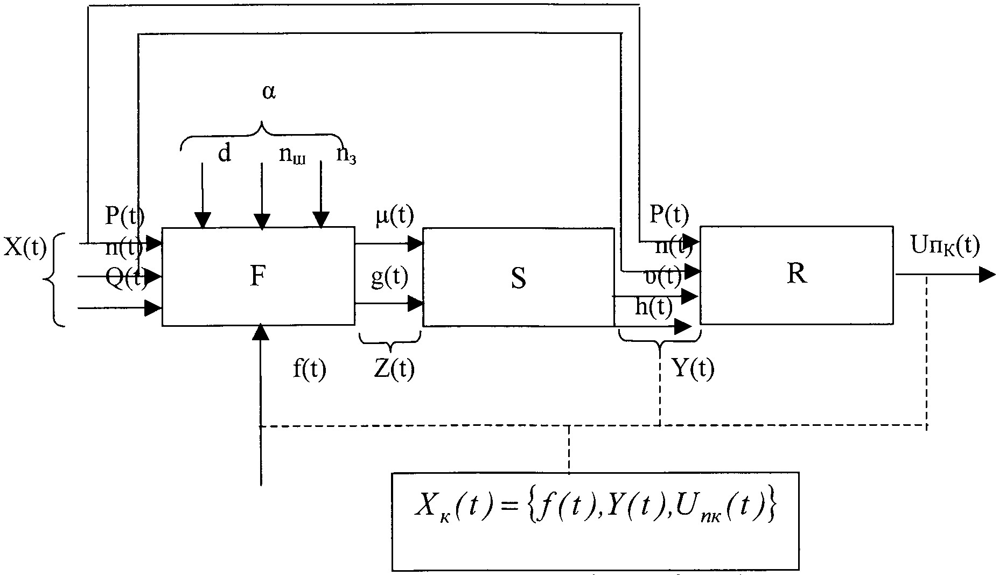 α
d nш nз
P(t) μ(t) P(t)
X(t) n(t) n(t) UпК(t)
Q(t) F g(t) S υ(t) R
h(t)
f(t) Z(t) Y(t)
Xк(t)={f(t),Y(t),Uпк(t)}